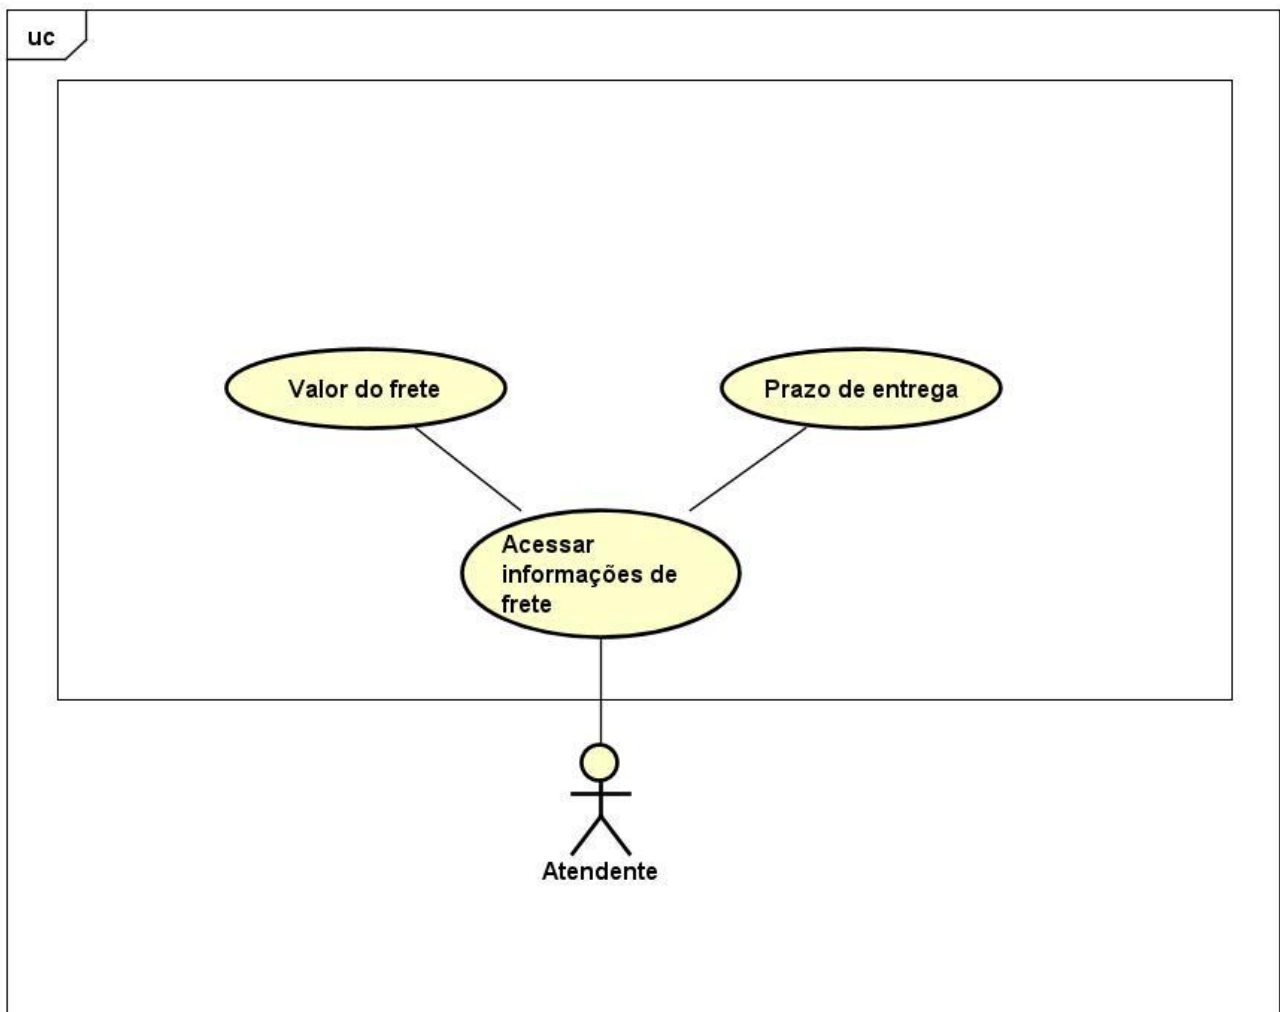 uc
Valor do frete
Prazo de entrega
Acessar
informações de
frete
Atendente